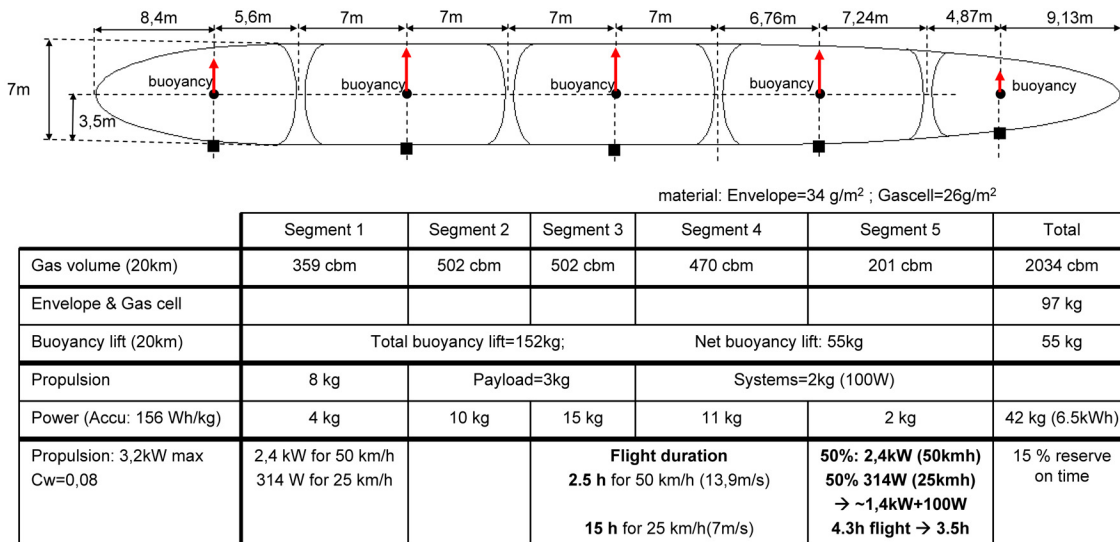 8,4m 5,6m 7m 7m 7m 7m 6,76m 7,24m 4,87m 9,13m
7m
3,5m
buoyancy buoyancy buoyancy buoyancy buoyancy
material: Envelope=34 g/m² ; Gascell=26g/m²
Segment 1 Segment 2 Segment 3 Segment 4 Segment 5 Total
Gas volume (20km) 359 cbm 502 cbm 502 cbm 470 cbm 201 cbm 2034 cbm
Envelope & Gas cell 97 kg
Buoyancy lift (20km) Total buoyancy lift=152kg; Net buoyancy lift: 55kg 55 kg
Propulsion 8 kg Payload=3kg Systems=2kg (100W)
Power (Accu: 156 Wh/kg) 4 kg 10 kg 15 kg 11 kg 2 kg 42 kg (6.5kWh)
Propulsion: 3,2kW max 2,4 kW for 50 km/h Flight duration 50%: 2,4kW (50kmh) 15 % reserve
Cw=0,08 314 W for 25 km/h 2.5 h for 50 km/h (13,9m/s) 50% 314W (25kmh) on time
→ ~1,4kW+100W
15 h for 25 km/h(7m/s) 4.3h flight → 3.5h